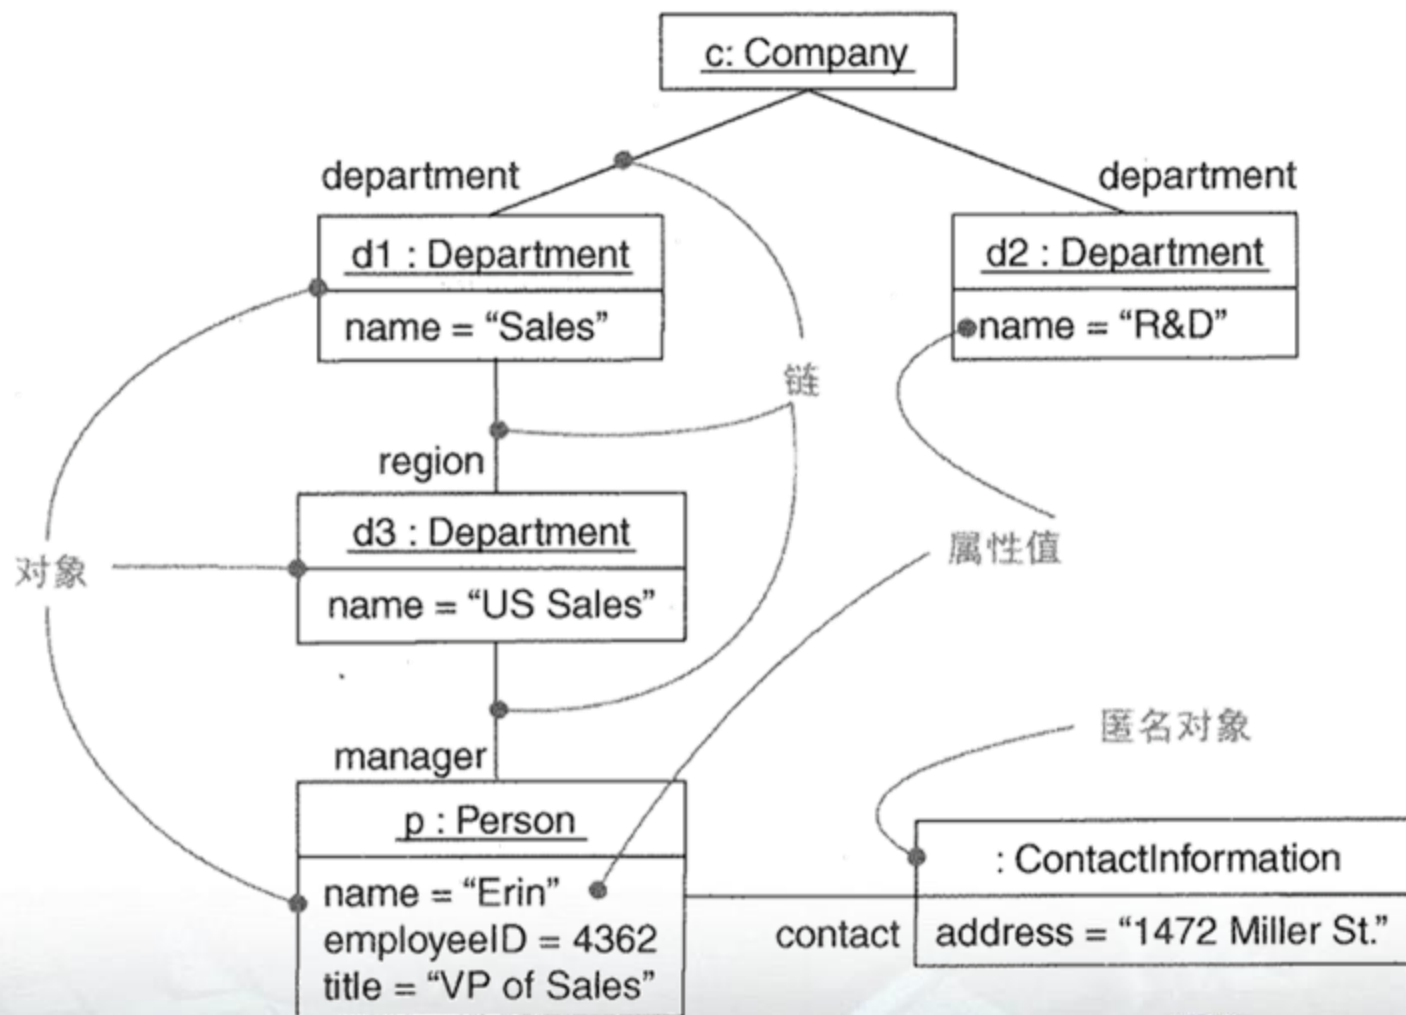 c: Company
department
department
d1 : Department
name = “Sales”
d2 : Department
name = “R&D”
链
region
d3 : Department
name = “US Sales”
对象
属性值
manager
匿名对象
p : Person
name = “Erin”
employeeID = 4362
title = “VP of Sales”
contact
: ContactInformation
address = “1472 Miller St.”